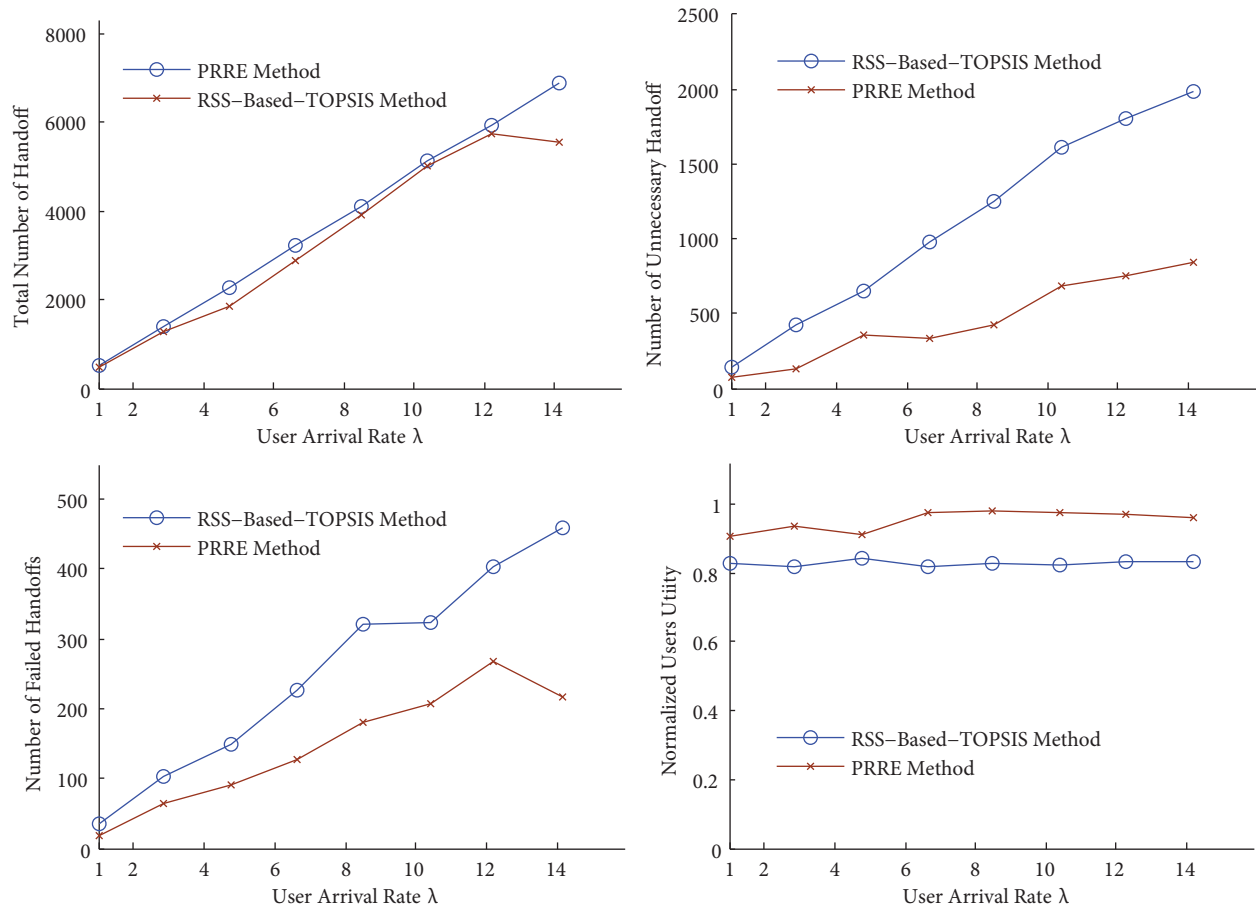 Total Number of Handoff
8000
6000
4000
2000
0
PRRE Method
RSS–Based–TOPSIS Method
1 2 4 6 8 10 12 14
User Arrival Rate λ
Number of Unnecessary Handoff
2500
2000
1500
1000
500
0
RSS–Based–TOPSIS Method
PRRE Method
1 2 4 6 8 10 12 14
User Arrival Rate λ
Number of Failed Handoffs
500
400
300
200
100
0
RSS–Based–TOPSIS Method
PRRE Method
1 2 4 6 8 10 12 14
User Arrival Rate λ
Normalized Users Utiity
1
0.8
0.6
0.4
0.2
0
RSS–Based–TOPSIS Method
PRRE Method
1 2 4 6 8 10 12 14
User Arrival Rate λ